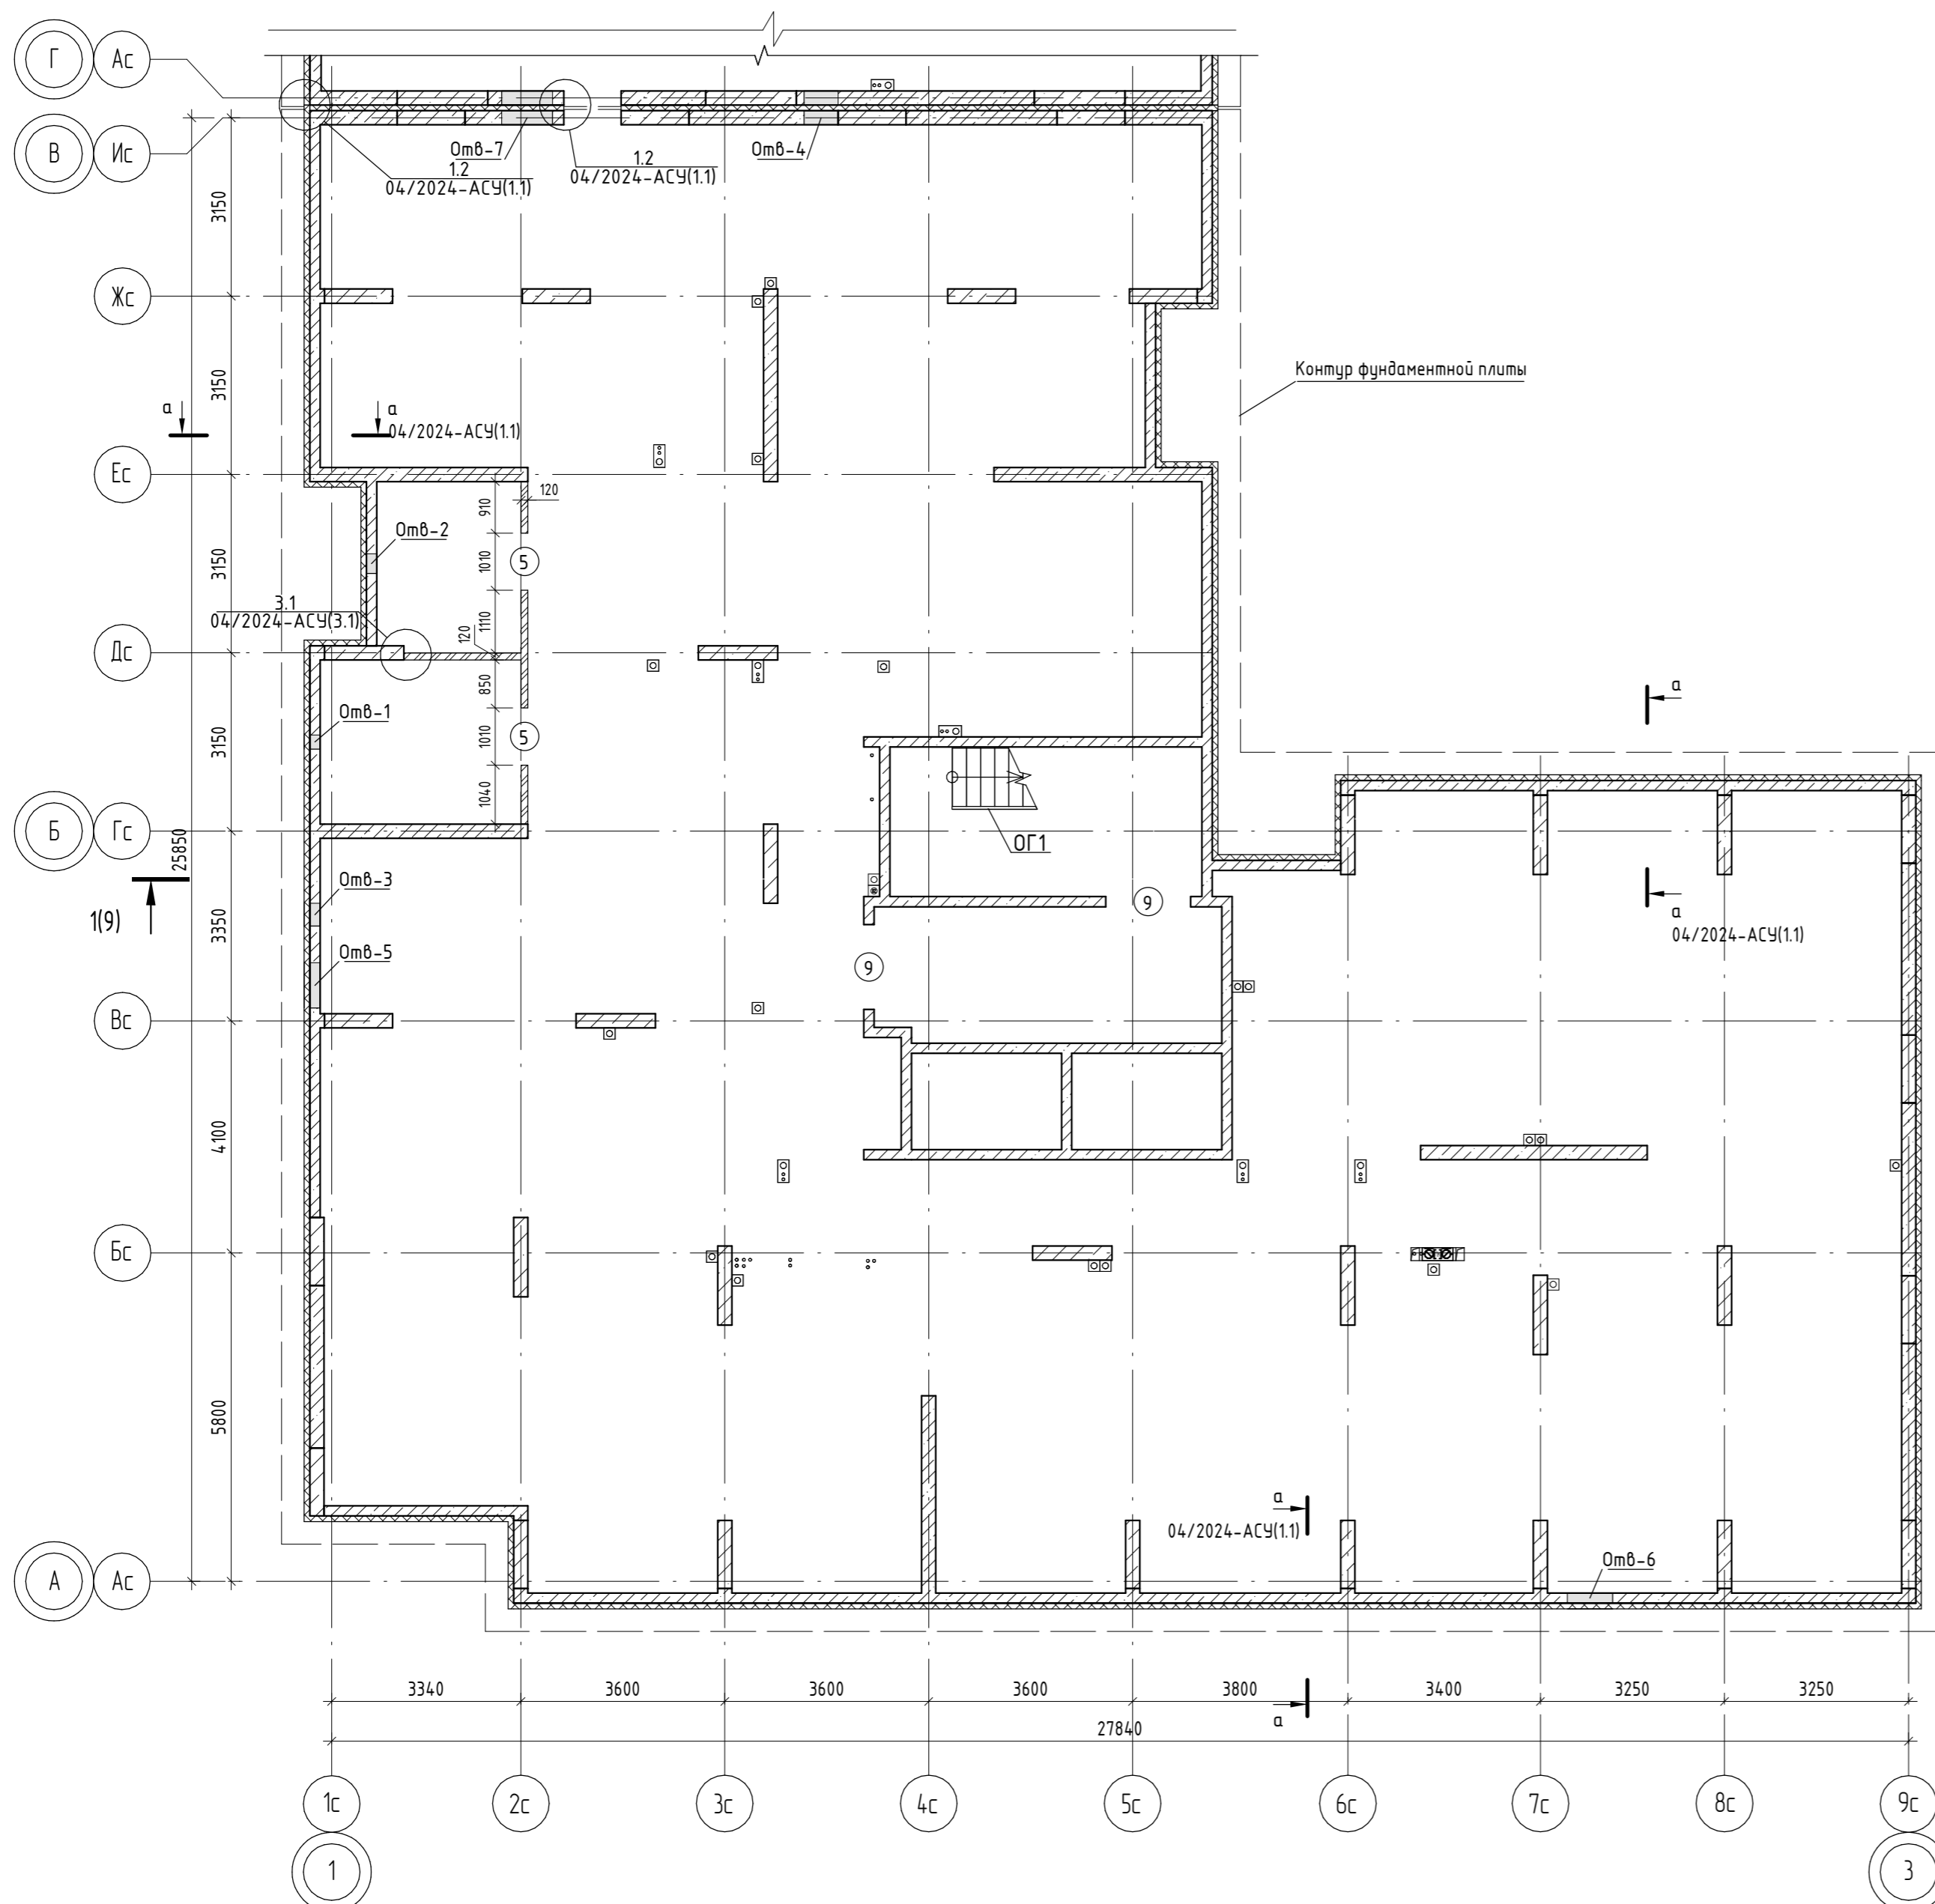 Г Ас
В Ис
Отв-7
1.2
04/2024-АСУ(1.1)
1.2
04/2024-АСУ(1.1)
Отв-4
3150
Жс
3150
Контур фундаментной плиты
а
а
04/2024-АСУ(1.1)
Ес
120
910
Отв-2
1010
5
3150
3.1
04/2024-АСУ(3.1)
1110
120
Дс
850
а
Отв-1
1010
5
3150
1040
ОГ1
Б Гс
25850
Отв-3
1(9)
3350
9
а
04/2024-АСУ(1.1)
Отв-5
9
Вс
4100
Бс
5800
а
04/2024-АСУ(1.1)
Отв-6
А Ас
3340
3600
3600
3600
3800
3400
3250
3250
а
27840
1с
2с
3с
4с
5с
6с
7с
8с
9с
1
3